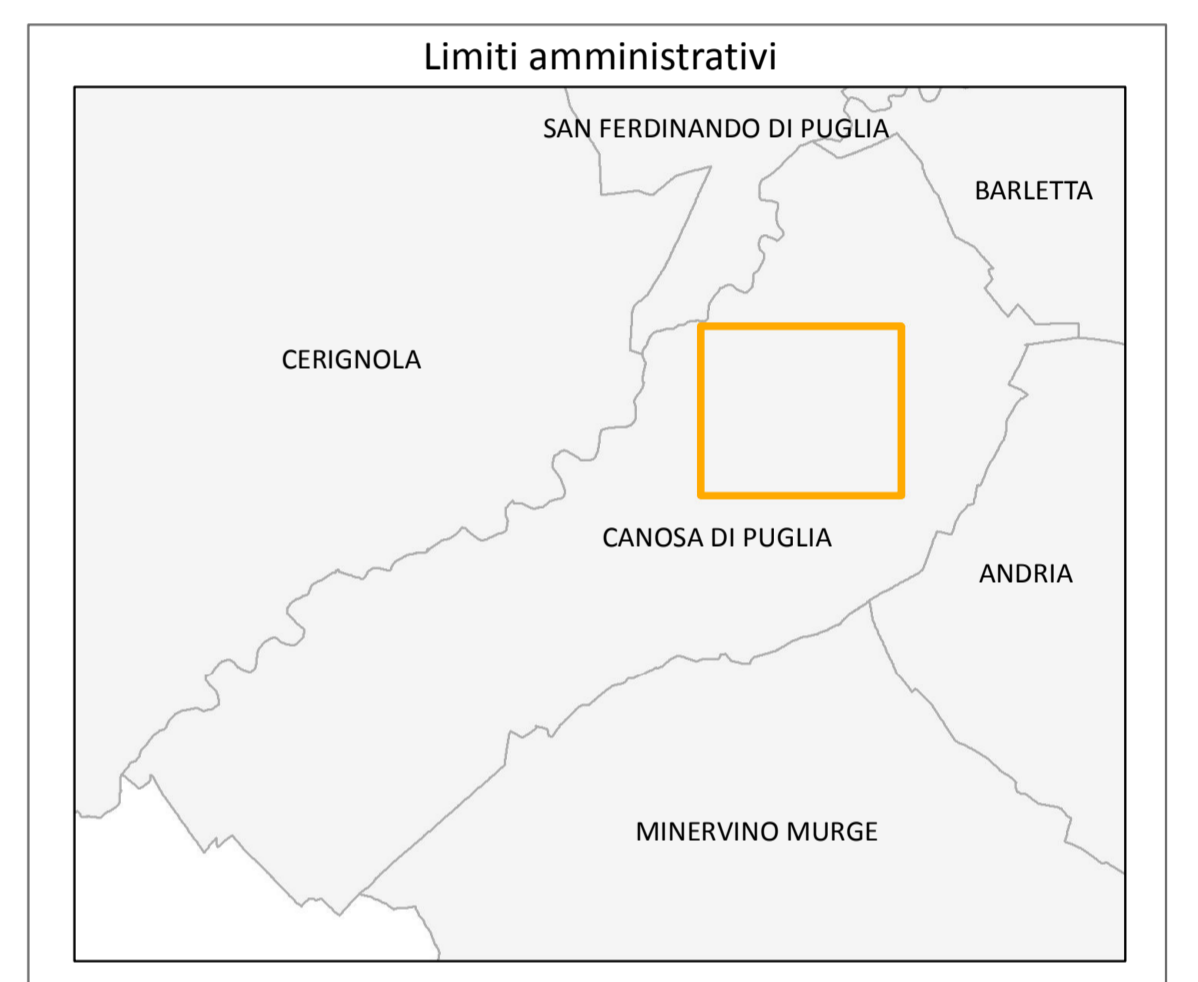 Limiti amministrativi
SAN FERDINANDO DI PUGLIA
BARLETTA
CERIGNOLA
CANOSA DI PUGLIA
ANDRIA
MINERVINO MURGE